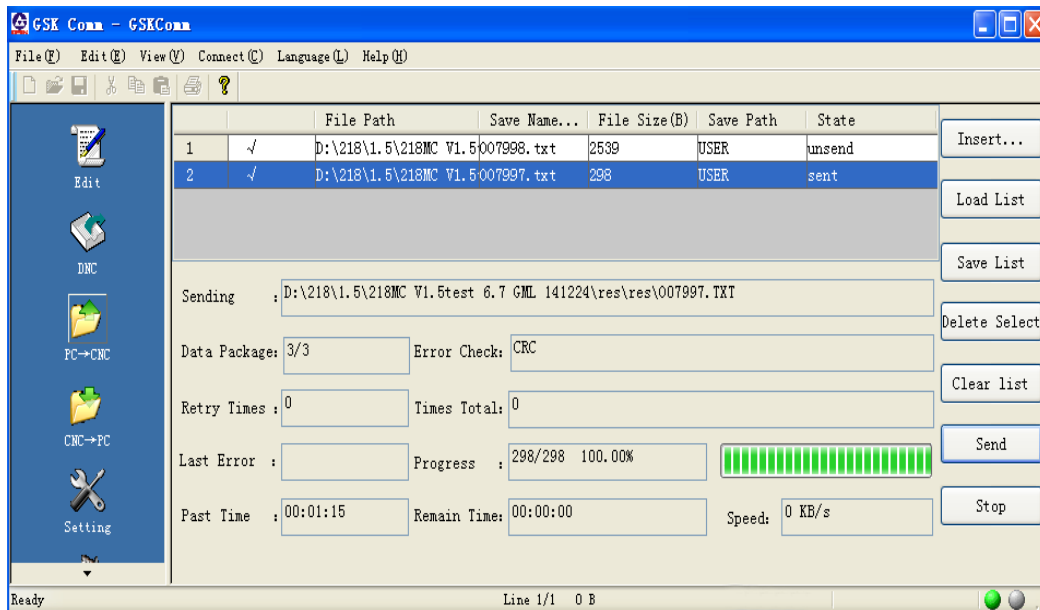 GSK Comm - GSKComm
File(F) Edit(E) View(V) Connect(C) Language(L) Help(H)
File Path Save Name... File Size(B) Save Path State
1 √ D:\218\1.5\218MC V1.5 007998.txt 2539 USER unsend
2 √ D:\218\1.5\218MC V1.5 007997.txt 298 USER sent
Edit
DNC
PC→CNC
CNC→PC
Setting
Sending : D:\218\1.5\218MC V1.5test 6.7 GML 141224\res\res\007997.TXT
Data Package: 3/3 Error Check: CRC
Retry Times : 0 Times Total: 0
Last Error : Progress : 298/298 100.00%
Past Time : 00:01:15 Remain Time: 00:00:00 Speed: 0 KB/s
Insert...
Load List
Save List
Delete Select
Clear list
Send
Stop
Ready Line 1/1 0 B